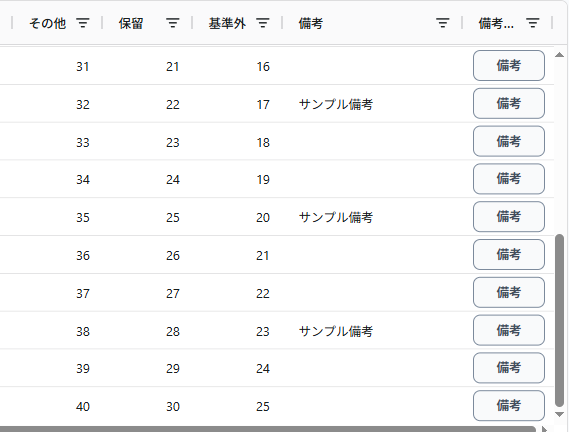 その他 保留 基準外 備考 備考...
31 21 16 備考
32 22 17 サンプル備考 備考
33 23 18 備考
34 24 19 備考
35 25 20 サンプル備考 備考
36 26 21 備考
37 27 22 備考
38 28 23 サンプル備考 備考
39 29 24 備考
40 30 25 備考